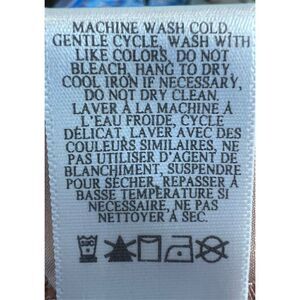 MACHINE WASH COLD,
GENTLE CYCLE, WASH WITH
LIKE COLORS, DO NOT
BLEACH, HANG TO DRY
COOL IRON IF NECESSARY,
DO NOT DRY CLEAN
LAVER À LA MACHINE À
L'EAU FROIDE, CYCLE
DÉLICAT, LAVER AVEC DES
COULEURS SIMILAIRES, NE
PAS UTILISER D'AGENT DE
BLANCHIMENT, SUSPENDRE
POUR SÉCHER, REPASSER À
BASSE TEMPÉRATURE SI
NECESSAIRE, NE PAS
NETTOYER À SEC.